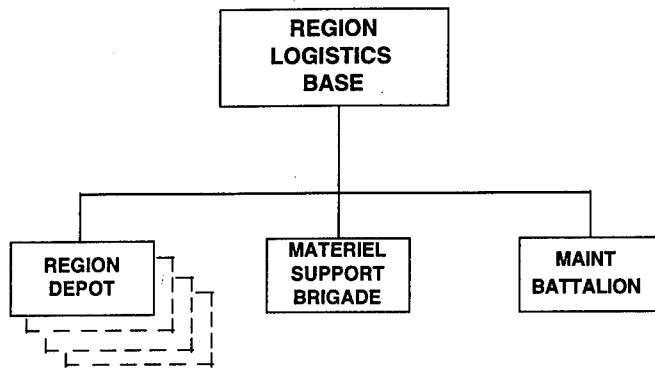 REGION
LOGISTICS
BASE
REGION
DEPOT
MATERIEL
SUPPORT
BRIGADE
MAINT
BATTALION